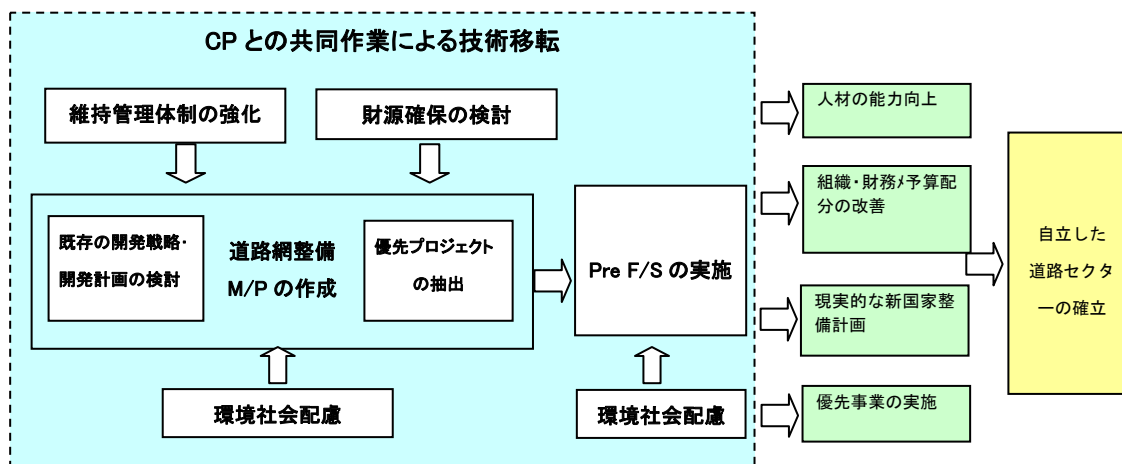 CP との共同作業による技術移転
維持管理体制の強化
財源確保の検討
既存の開発戦略・
開発計画の検討
道路網整備
M/P の作成
優先プロジェクト
の抽出
Pre F/S の実施
環境社会配慮
環境社会配慮
人材の能力向上
組織・財務/予算配
分の改善
現実的な新国家整
備計画
優先事業の実施
自立した
道路セクタ
ーの確立